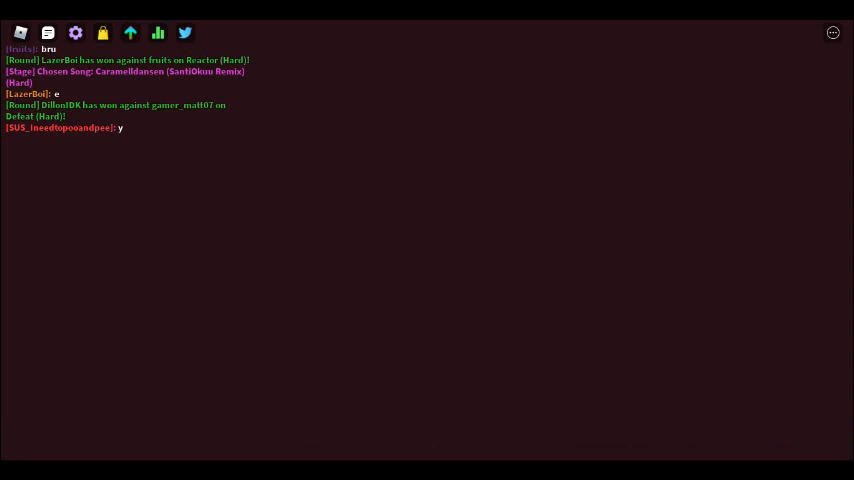 [fruits]: bru
[Round] LazerBoi has won against fruits on Reactor (Hard)!
[Stage] Chosen Song: Caramelldansen (SantiOkuu Remix)
(Hard)
[LazerBoi]: e
[Round] DillonIDK has won against gamer_matt07 on
Defeat (Hard)!
[SUS_Ineedtopooandpee]: y